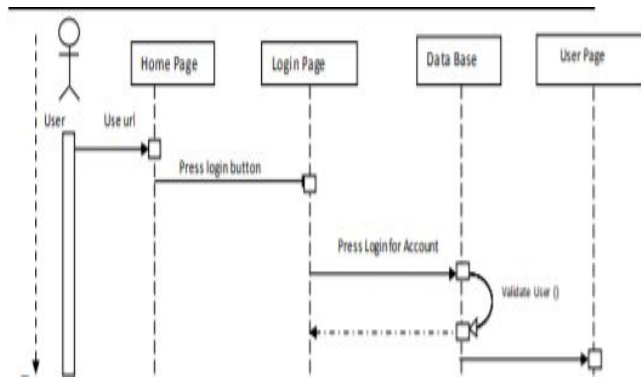 Home Page
Login Page
Data Base
User Page
User
Use url
Press login button
Press Login for Account
Validate User ()